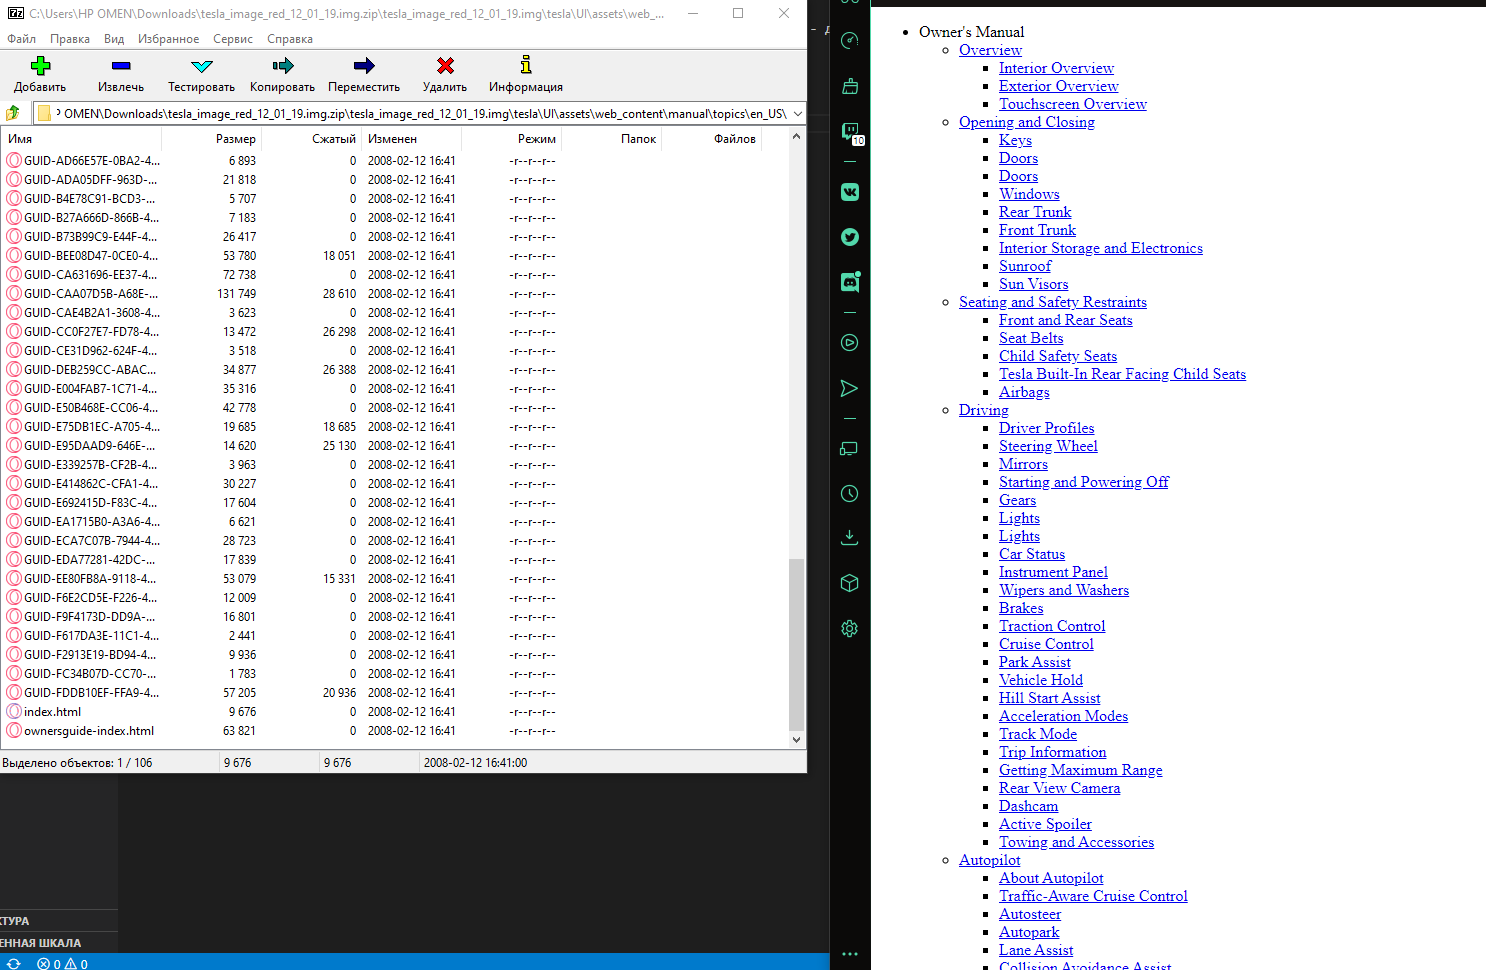 C:\Users\HP OMEN\Downloads\tesla_image_red_12_01_19.img.zip\tesla_image_red_12_01_19.img\tesla\UI\assets\web_...
Файл Правка Вид Избранное Сервис Справка
Добавить Извлечь Тестировать Копировать Переместить Удалить Информация
P OMEN\Downloads\tesla_image_red_12_01_19.img.zip\tesla_image_red_12_01_19.img\tesla\UI\assets\web_content\manual\topics\en_US\
Имя Размер Сжатый Изменен Режим Папок Файлов
GUID-AD66E57E-0BA2-4... 6 893 0 2008-02-12 16:41 -r--r--r--
GUID-ADA05DFF-963D-... 21 818 0 2008-02-12 16:41 -r--r--r--
GUID-B4E78C91-BCD3-... 5 707 0 2008-02-12 16:41 -r--r--r--
GUID-B27A666D-866B-4... 7 183 0 2008-02-12 16:41 -r--r--r--
GUID-B73B99C9-E44F-4... 26 417 0 2008-02-12 16:41 -r--r--r--
GUID-BEE08D47-0CE0-4... 53 780 18 051 2008-02-12 16:41 -r--r--r--
GUID-CA631696-EE37-4... 72 738 0 2008-02-12 16:41 -r--r--r--
GUID-CAA07D5B-A68E-... 131 749 28 610 2008-02-12 16:41 -r--r--r--
GUID-CAE4B2A1-3608-4... 3 623 0 2008-02-12 16:41 -r--r--r--
GUID-CC0F27E7-FD78-4... 13 472 26 298 2008-02-12 16:41 -r--r--r--
GUID-CE31D962-624F-4... 3 518 0 2008-02-12 16:41 -r--r--r--
GUID-DEB259CC-ABAC... 34 877 26 388 2008-02-12 16:41 -r--r--r--
GUID-E004FAB7-1C71-4... 35 316 0 2008-02-12 16:41 -r--r--r--
GUID-E50B468E-CC06-4... 42 778 0 2008-02-12 16:41 -r--r--r--
GUID-E75DB1EC-A705-4... 19 685 18 685 2008-02-12 16:41 -r--r--r--
GUID-E95DAAD9-646E-... 14 620 25 130 2008-02-12 16:41 -r--r--r--
GUID-E339257B-CF2B-4... 3 963 0 2008-02-12 16:41 -r--r--r--
GUID-E414862C-CFA1-4... 30 227 0 2008-02-12 16:41 -r--r--r--
GUID-E692415D-F83C-4... 17 604 0 2008-02-12 16:41 -r--r--r--
GUID-EA1715B0-A3A6-4... 6 621 0 2008-02-12 16:41 -r--r--r--
GUID-ECA7C07B-7944-4... 28 723 0 2008-02-12 16:41 -r--r--r--
GUID-EDA77281-42DC-... 17 839 0 2008-02-12 16:41 -r--r--r--
GUID-EE80FB8A-9118-4... 53 079 15 331 2008-02-12 16:41 -r--r--r--
GUID-F6E2CD5E-F226-4... 12 009 0 2008-02-12 16:41 -r--r--r--
GUID-F9F4173D-DD9A-... 16 801 0 2008-02-12 16:41 -r--r--r--
GUID-F617DA3E-11C1-4... 2 441 0 2008-02-12 16:41 -r--r--r--
GUID-F2913E19-BD94-4... 9 936 0 2008-02-12 16:41 -r--r--r--
GUID-FC34B07D-CC70-... 1 783 0 2008-02-12 16:41 -r--r--r--
GUID-FDDB10EF-FFA9-4... 57 205 20 936 2008-02-12 16:41 -r--r--r--
index.html 9 676 0 2008-02-12 16:41 -r--r--r--
ownersguide-index.html 63 821 0 2008-02-12 16:41 -r--r--r--
Выделено объектов: 1 / 106 9 676 9 676 2008-02-12 16:41:00
КТУРА
ЕННАЯ ШКАЛА
0 0
10
Owner's Manual
Overview
Interior Overview
Exterior Overview
Touchscreen Overview
Opening and Closing
Keys
Doors
Doors
Windows
Rear Trunk
Front Trunk
Interior Storage and Electronics
Sunroof
Sun Visors
Seating and Safety Restraints
Front and Rear Seats
Seat Belts
Child Safety Seats
Tesla Built-In Rear Facing Child Seats
Airbags
Driving
Driver Profiles
Steering Wheel
Mirrors
Starting and Powering Off
Gears
Lights
Lights
Car Status
Instrument Panel
Wipers and Washers
Brakes
Traction Control
Cruise Control
Park Assist
Vehicle Hold
Hill Start Assist
Acceleration Modes
Track Mode
Trip Information
Getting Maximum Range
Rear View Camera
Dashcam
Active Spoiler
Towing and Accessories
Autopilot
About Autopilot
Traffic-Aware Cruise Control
Autosteer
Autopark
Lane Assist
Collision Avoidance Assist